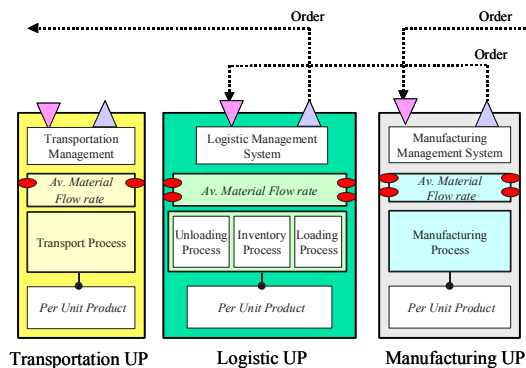 Order
Order
Transportation
Management
Logistic Management
System
Manufacturing
Management System
Av. Material
Flow rate
Av. Material Flow rate
Av. Material
Flow rate
Transport Process
Unloading
Process
Inventory
Process
Loading
Process
Manufacturing
Process
Per Unit Product
Per Unit Product
Per Unit Product
Transportation UP
Logistic UP
Manufacturing UP